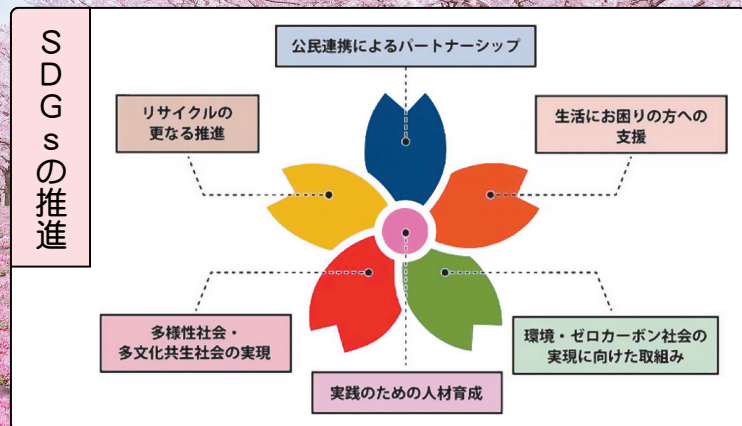 SDGsの推進
公民連携によるパートナーシップ
リサイクルの
更なる推進
生活にお困りの方への
支援
多様性社会・
多文化共生社会の実現
環境・ゼロカーボン社会の
実現に向けた取組み
実践のための人材育成